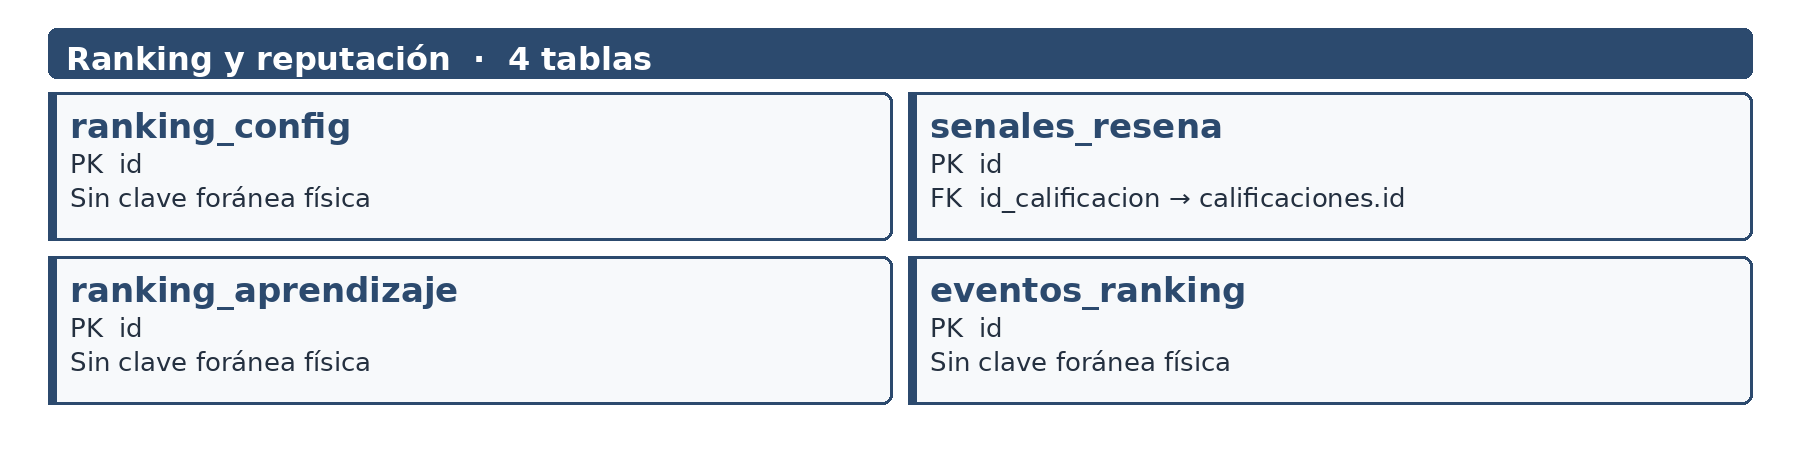 Ranking y reputación · 4 tablas
ranking_config
PK id
Sin clave foránea física
senales_resena
PK id
FK id_calificacion → calificaciones.id
ranking_aprendizaje
PK id
Sin clave foránea física
eventos_ranking
PK id
Sin clave foránea física